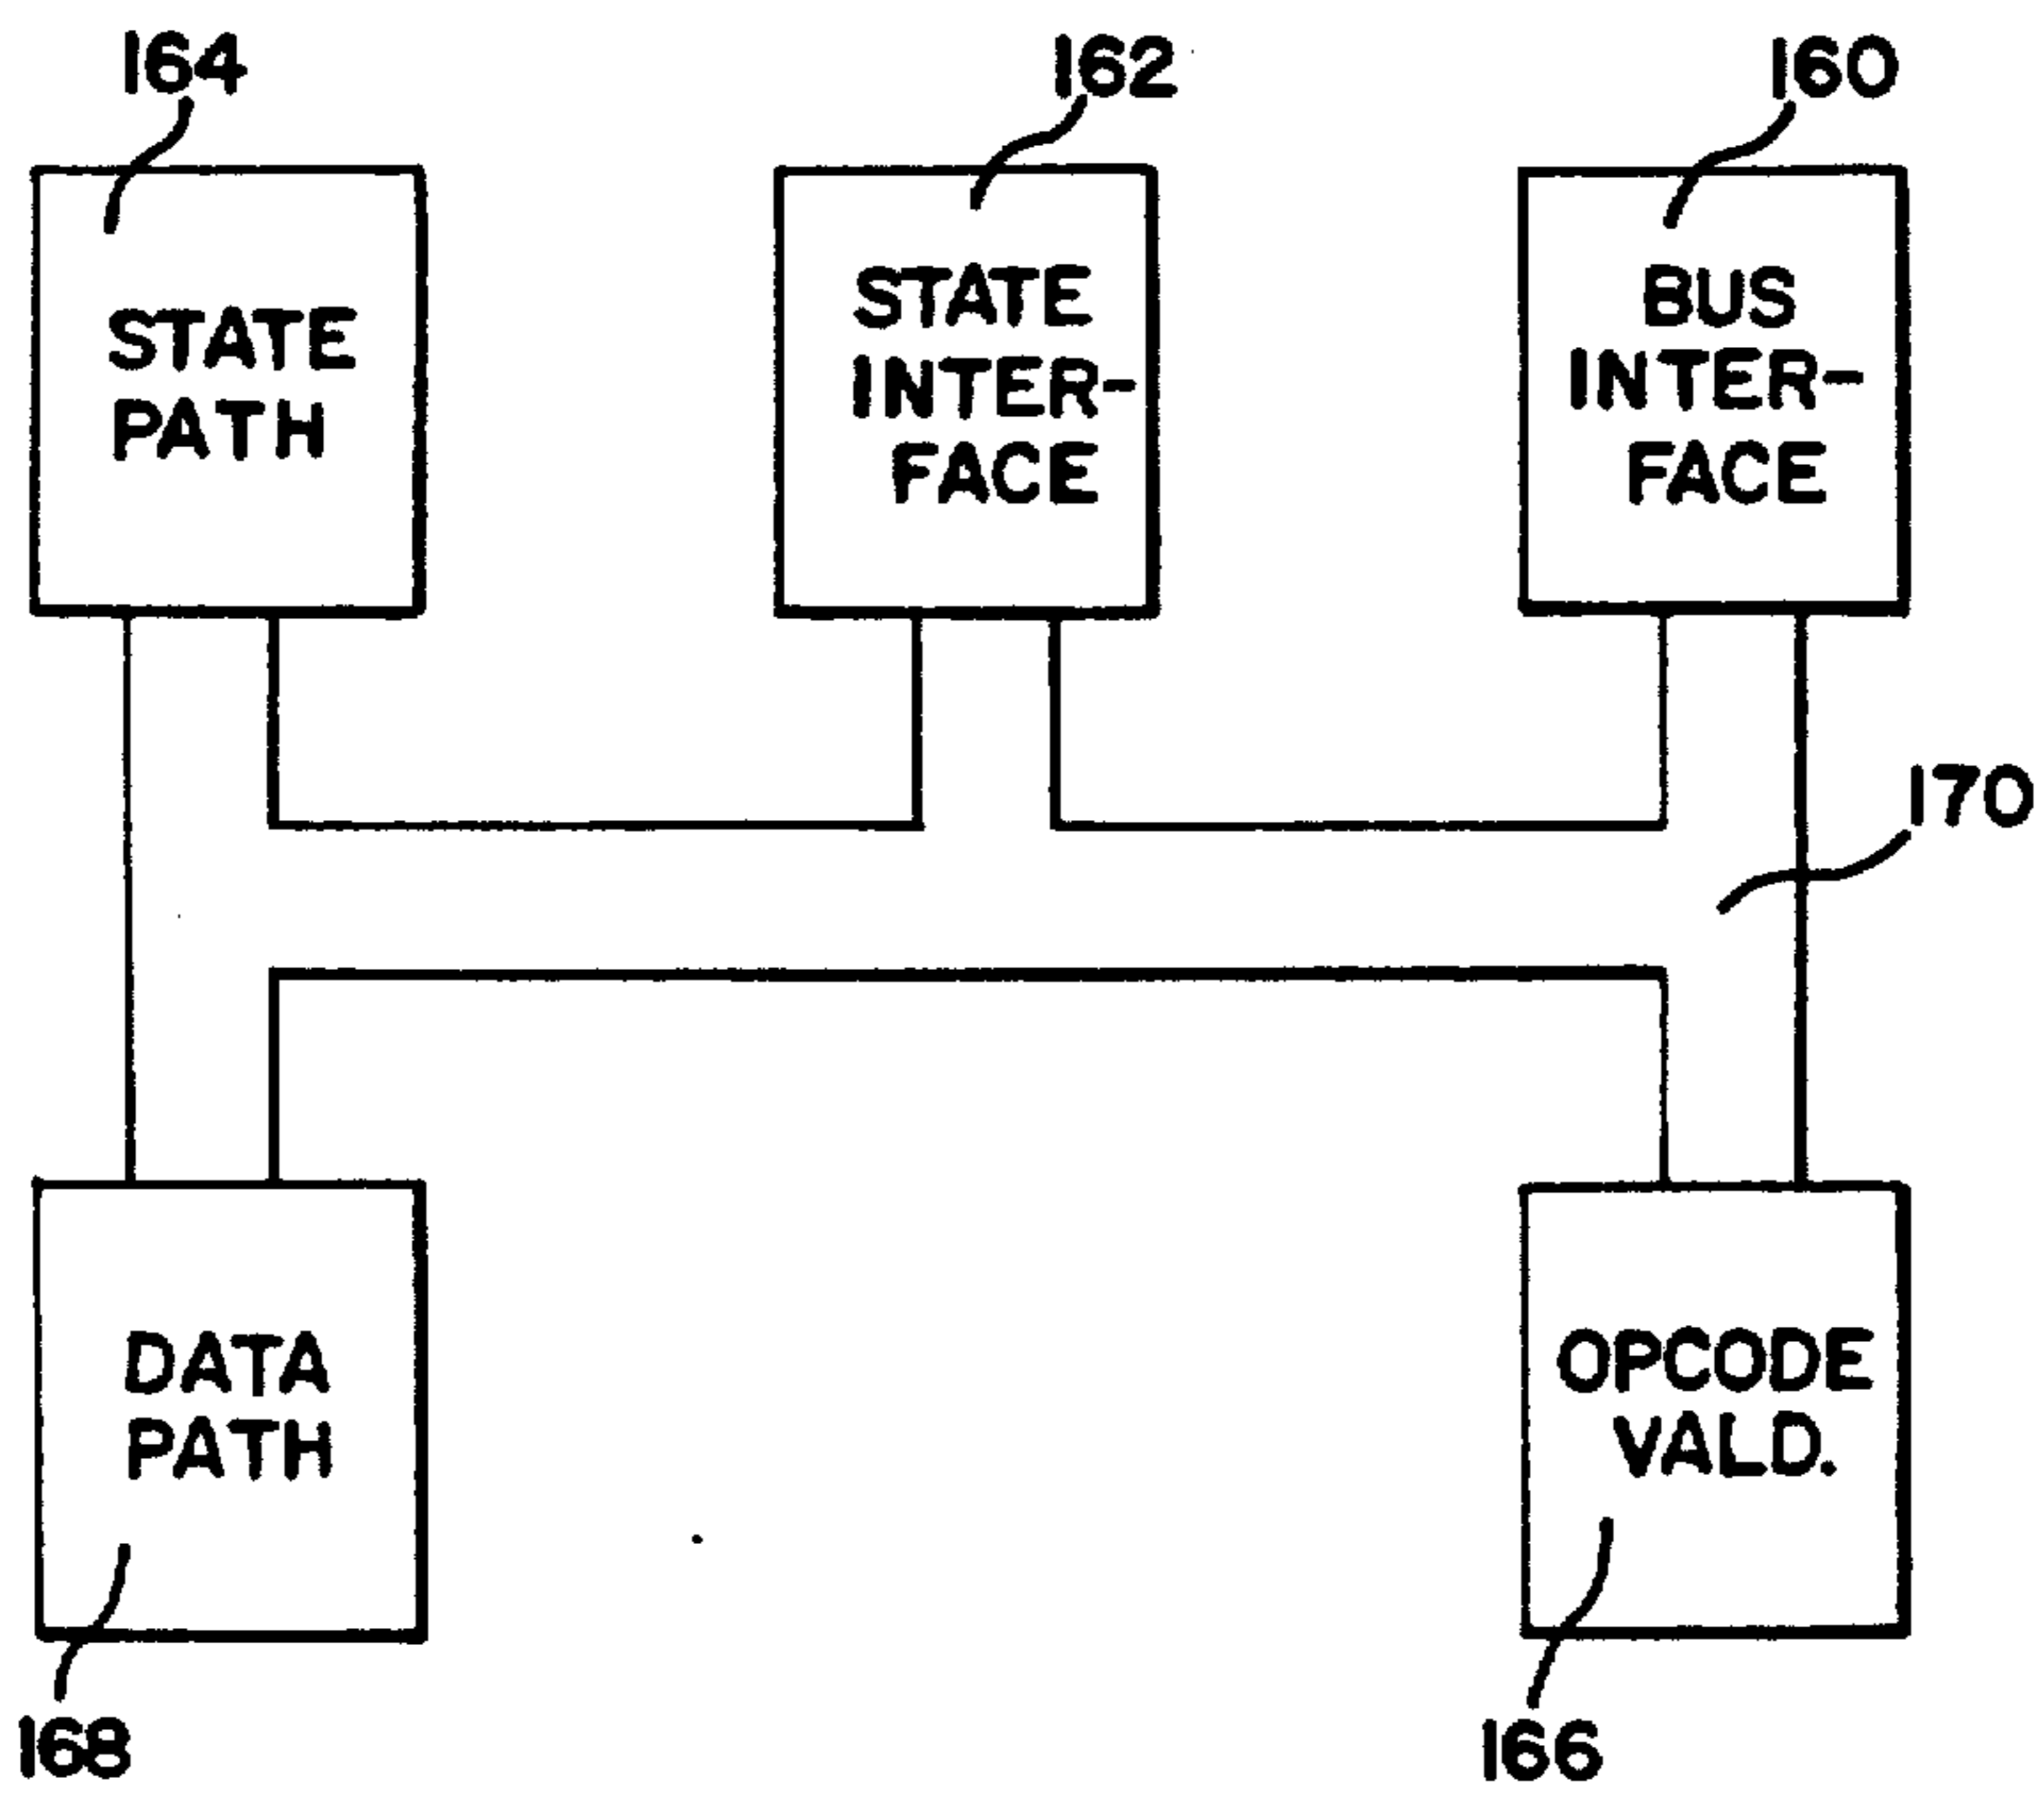 164
162
160
STATE
PATH
STATE
INTER-
FACE
BUS
INTER-
FACE
170
DATA
PATH
OPCODE
VALD.
168
166